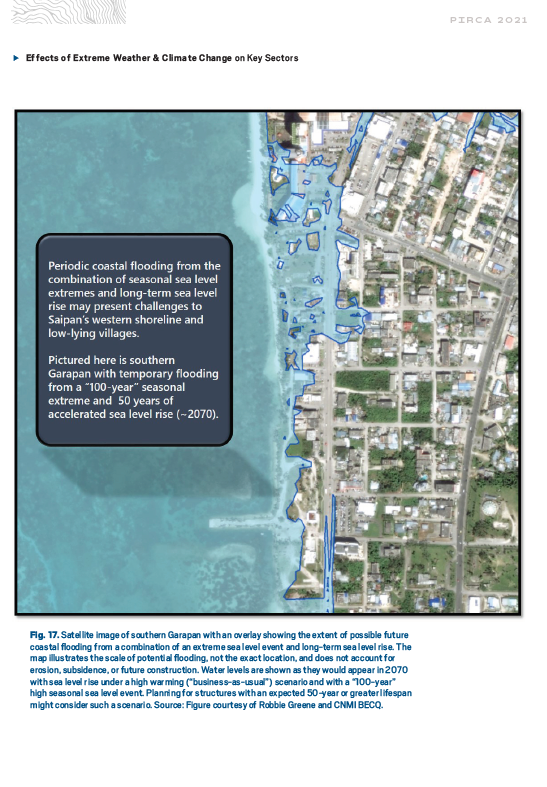 PIRCA 2021
▶ Effects of Extreme Weather & Climate Change on Key Sectors
Periodic coastal flooding from the
combination of seasonal sea level
extremes and long-term sea level
rise may present challenges to
Saipan's western shoreline and
low-lying villages.
Pictured here is southern
Garapan with temporary flooding
from a "100-year" seasonal
extreme and 50 years of
accelerated sea level rise (~2070).
Fig. 17. Satellite image of southern Garapan with an overlay showing the extent of possible future
coastal flooding from a combination of an extreme sea level event and long-term sea level rise. The
map illustrates the scale of potential flooding, not the exact location, and does not account for
erosion, subsidence, or future construction. Water levels are shown as they would appear in 2070
with sea level rise under a high warming ("business-as-usual") scenario and with a "100-year"
high seasonal sea level event. Planning for structures with an expected 50-year or greater lifespan
might consider such a scenario. Source: Figure courtesy of Robbie Greene and CNMI BECQ.